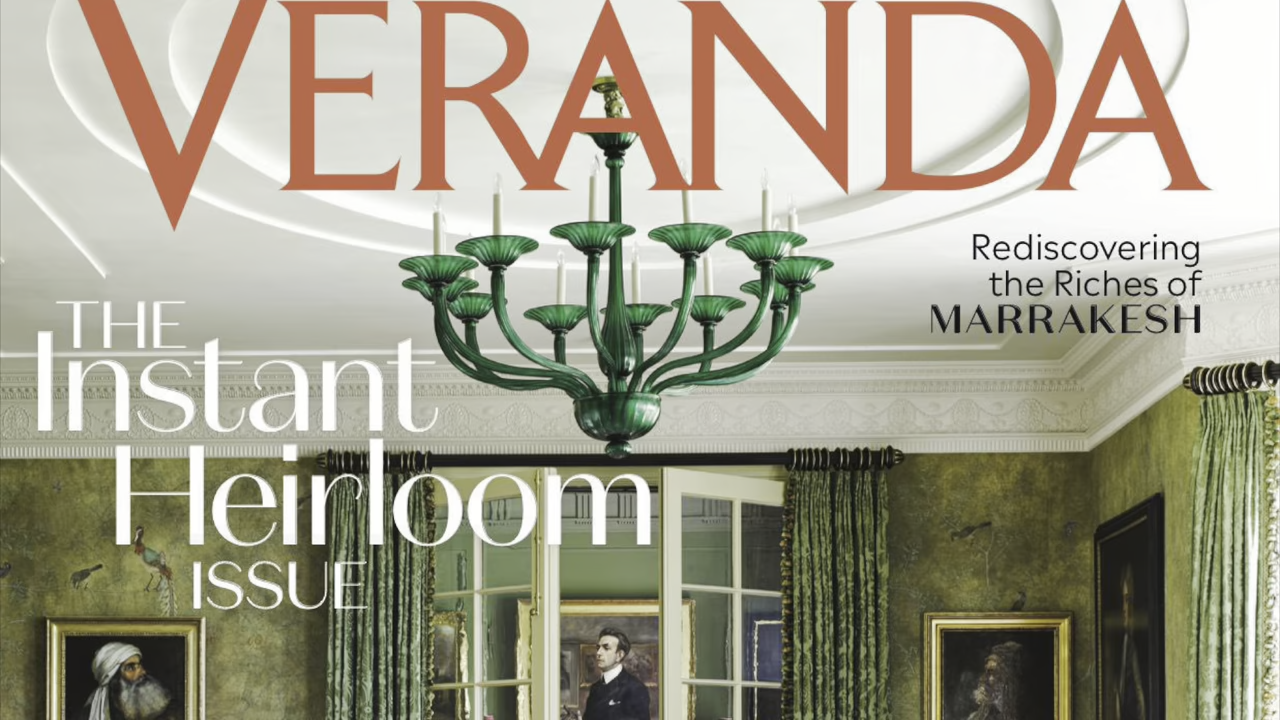 VERANDA
Rediscovering
the Riches of
MARRAKESH
THE
Instant
Heirloom
ISSUE